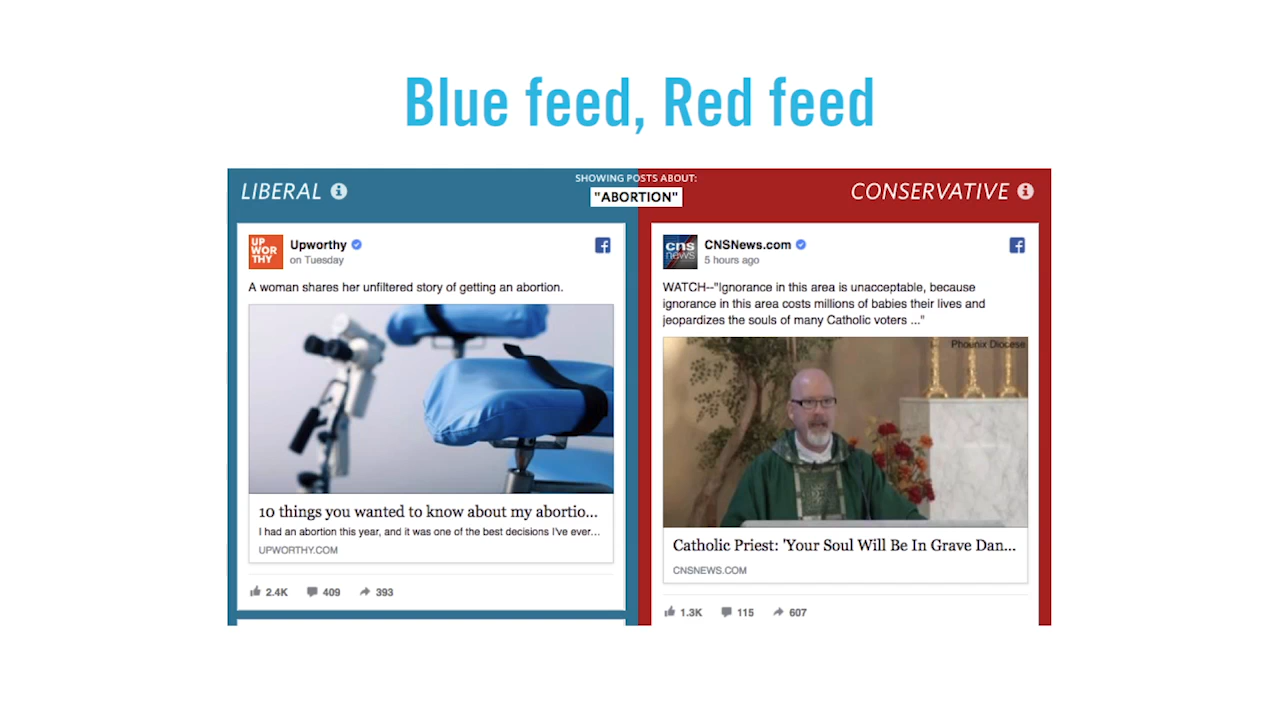 Blue feed, Red feed
LIBERAL
SHOWING POSTS ABOUT:
"ABORTION"
CONSERVATIVE
UP
WOR
THY
Upworthy
on Tuesday
A woman shares her unfiltered story of getting an abortion.
10 things you wanted to know about my abortio...
I had an abortion this year, and it was one of the best decisions I've ever...
UPWORTHY.COM
2.4K 409 393
cns
news
CNSNews.com
5 hours ago
WATCH--"Ignorance in this area is unacceptable, because
ignorance in this area costs millions of babies their lives and
jeopardizes the souls of many Catholic voters ..."
Phoenix Diocese
Catholic Priest: 'Your Soul Will Be In Grave Dan...
CNSNEWS.COM
1.3K 115 607